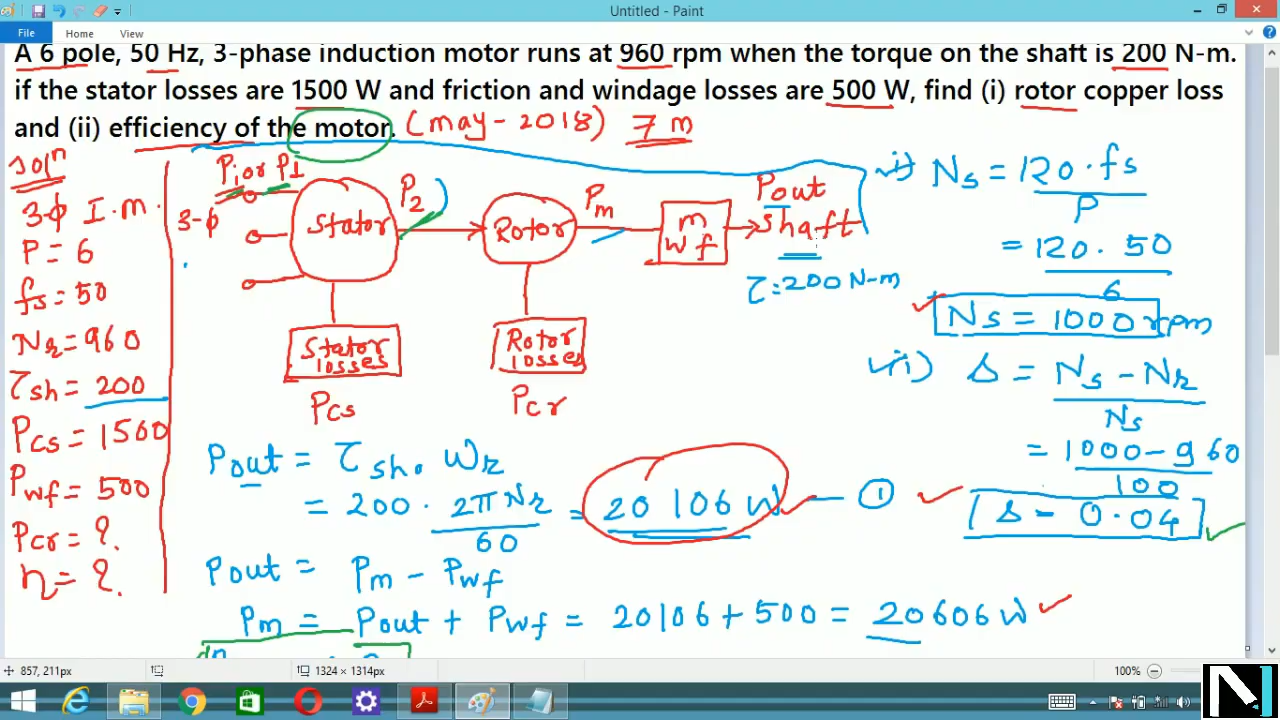 Untitled - Paint
File Home View
A 6 pole, 50 Hz, 3-phase induction motor runs at 960 rpm when the torque on the shaft is 200 N-m.
if the stator losses are 1500 W and friction and windage losses are 500 W, find (i) rotor copper loss
and (ii) efficiency of the motor. (may-2018) 7 m
Solⁿ
3-ϕ I.m.
P = 6
fs = 50
Nr = 960
τsh = 200
Pcs = 1500
Pwf = 500
Pcr = ?
η = ?
Pi or P1
3-ϕ
Stator
P2
Rotor
Pm
m
wf
Pout
Shaft
τ = 200 N-m
Stator
losses
Rotor
losses
Pcs
Pcr
Pout = τsh. ωr
= 200 . 2πNr / 60 = 20106 W — ①
Pout = Pm - Pwf
Pm = Pout + Pwf = 20106 + 500 = 20606 W
i) Ns = 120.fs / P
= 120.50 / 6
Ns = 1000 rpm
ii) s = Ns - Nr / Ns
= 1000 - 960 / 100
s = 0.04
857, 211px
1324 × 1314px
100%
N